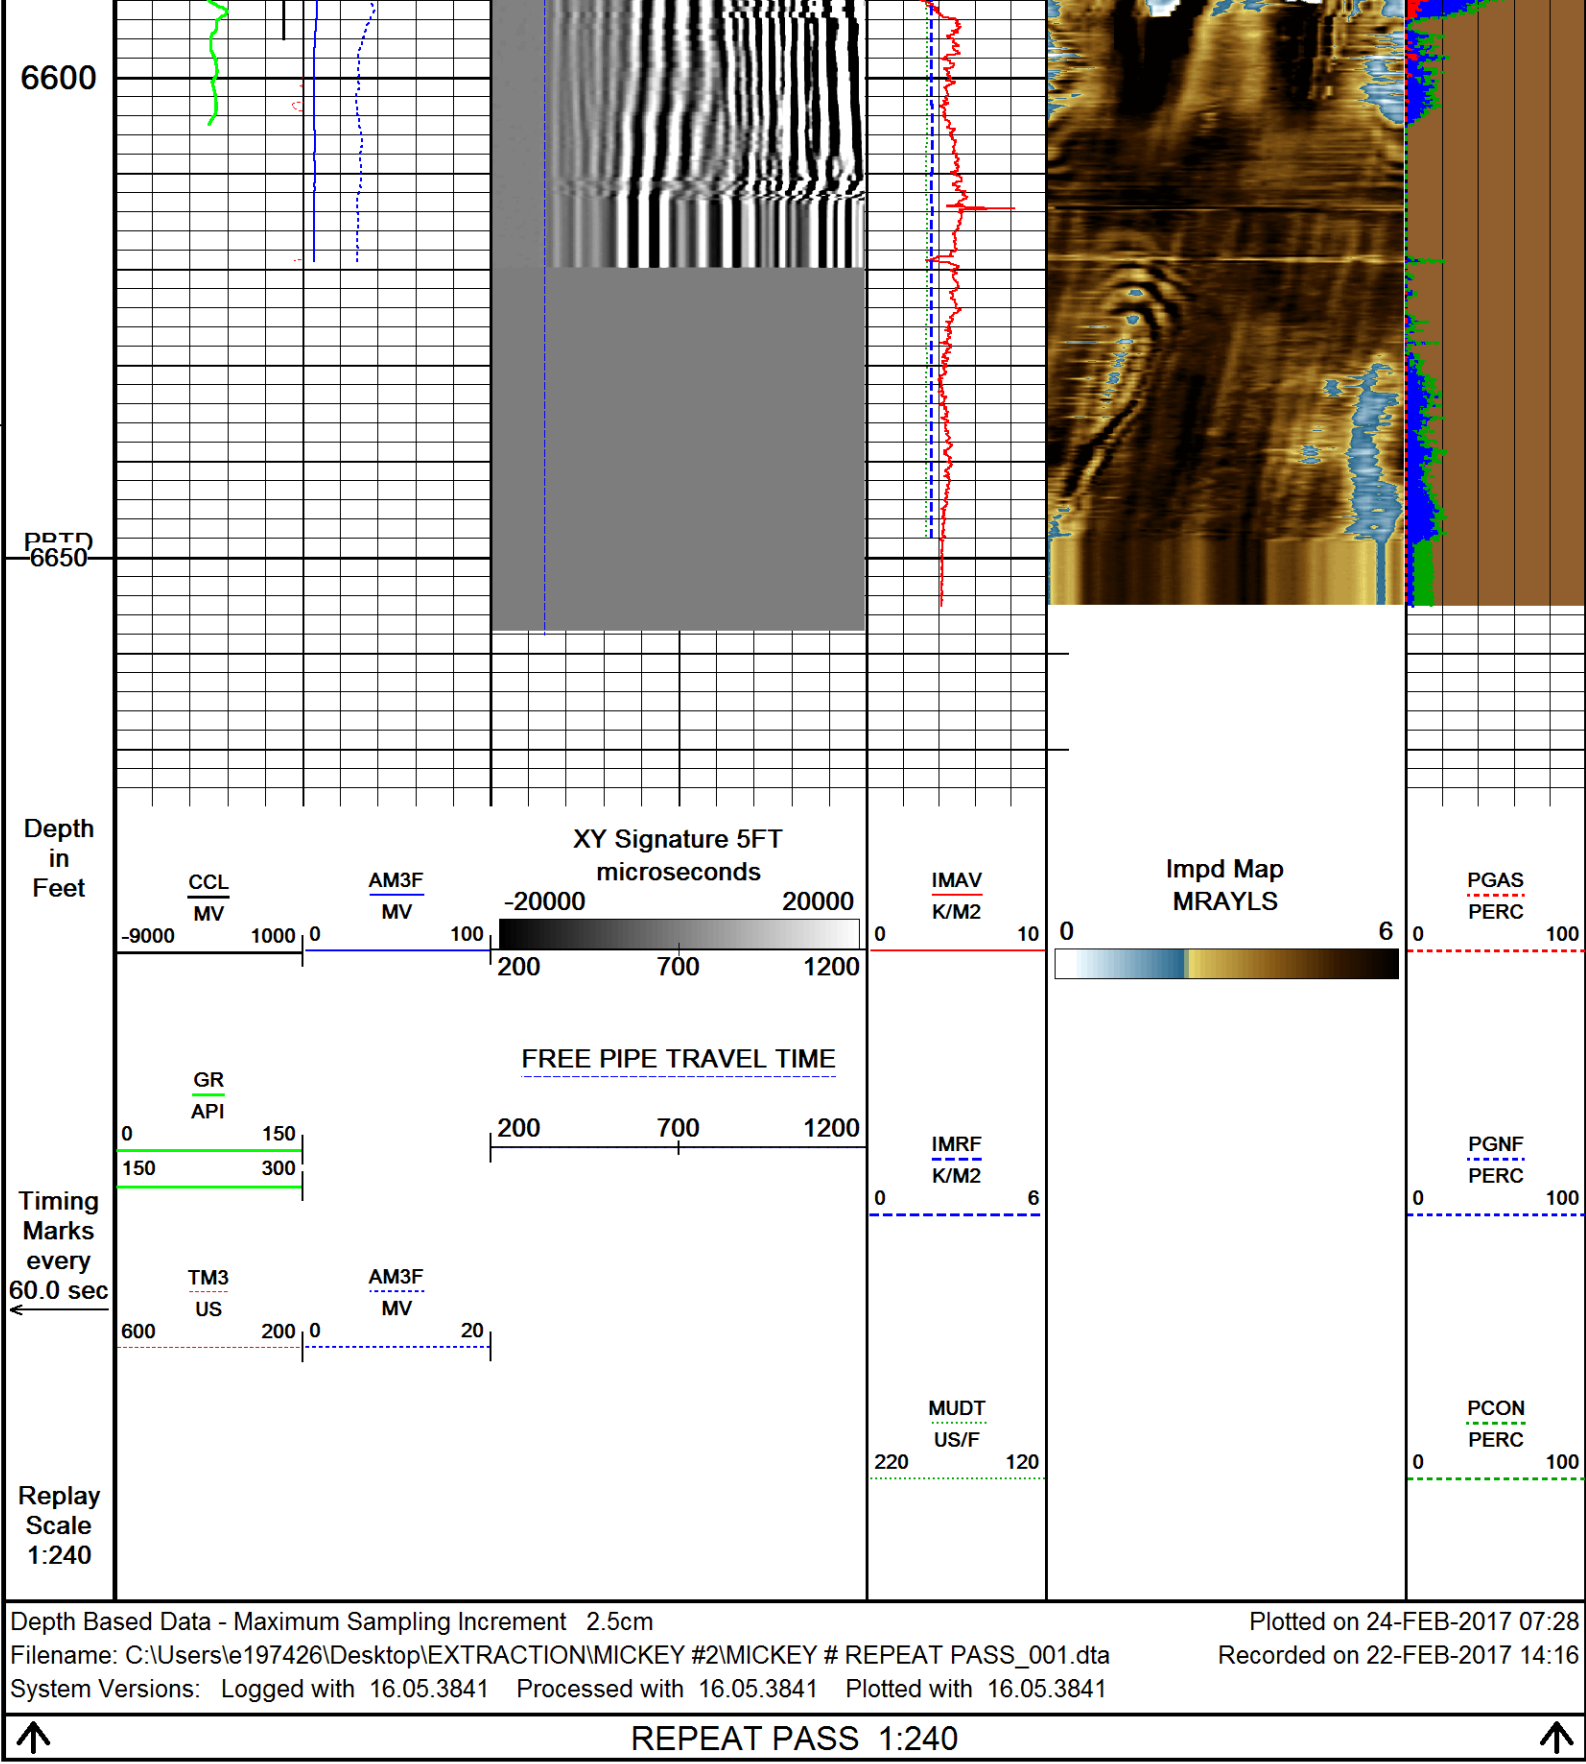 6600
PBTD
6650
Depth
in
Feet
CCL
MV
-9000 1000
AM3F
MV
0 100
XY Signature 5FT
microseconds
-20000 20000
200 700 1200
IMAV
K/M2
0 10
Impd Map
MRAYLS
0 6
PGAS
PERC
0 100
FREE PIPE TRAVEL TIME
200 700 1200
GR
API
0 150
150 300
IMRF
K/M2
0 6
PGNF
PERC
0 100
Timing
Marks
every
60.0 sec
TM3
US
600 200
AM3F
MV
0 20
MUDT
US/F
220 120
PCON
PERC
0 100
Replay
Scale
1:240
Depth Based Data - Maximum Sampling Increment 2.5cm
Plotted on 24-FEB-2017 07:28
Filename: C:\Users\e197426\Desktop\EXTRACTION\MICKEY #2\MICKEY # REPEAT PASS_001.dta
Recorded on 22-FEB-2017 14:16
System Versions: Logged with 16.05.3841 Processed with 16.05.3841 Plotted with 16.05.3841
REPEAT PASS 1:240